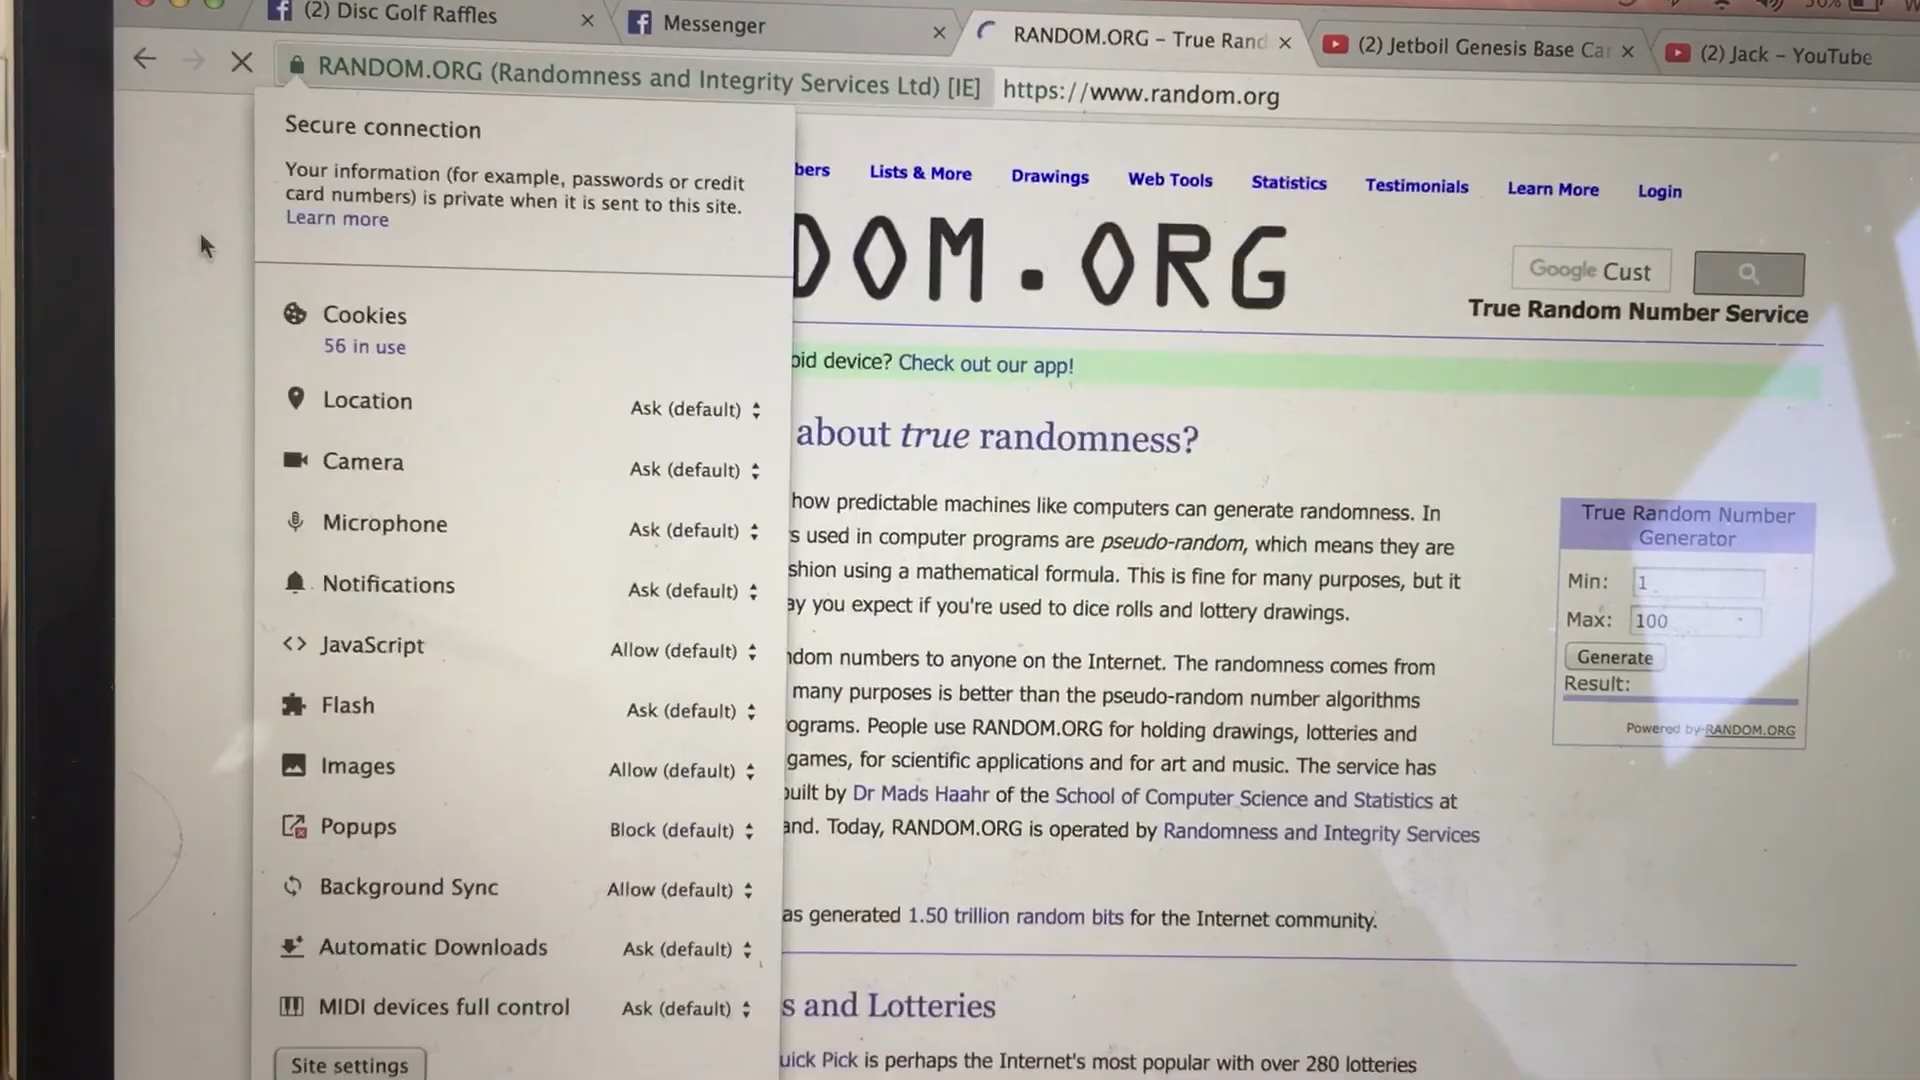 (2) Disc Golf Raffles
Messenger
RANDOM.ORG – True Rand
(2) Jetboil Genesis Base Car
(2) Jack – YouTube
RANDOM.ORG (Randomness and Integrity Services Ltd) [IE]
https://www.random.org
Secure connection
Your information (for example, passwords or credit
card numbers) is private when it is sent to this site.
Learn more
Cookies
56 in use
Location Ask (default)
Camera Ask (default)
Microphone Ask (default)
Notifications Ask (default)
JavaScript Allow (default)
Flash Ask (default)
Images Allow (default)
Popups Block (default)
Background Sync Allow (default)
Automatic Downloads Ask (default)
MIDI devices full control Ask (default)
Site settings
bers Lists & More Drawings Web Tools Statistics Testimonials Learn More Login
DOM.ORG
Google Cust
True Random Number Service
oid device? Check out our app!
about true randomness?
how predictable machines like computers can generate randomness. In
s used in computer programs are pseudo-random, which means they are
shion using a mathematical formula. This is fine for many purposes, but it
ay you expect if you're used to dice rolls and lottery drawings.
ndom numbers to anyone on the Internet. The randomness comes from
many purposes is better than the pseudo-random number algorithms
ograms. People use RANDOM.ORG for holding drawings, lotteries and
games, for scientific applications and for art and music. The service has
built by Dr Mads Haahr of the School of Computer Science and Statistics at
and. Today, RANDOM.ORG is operated by Randomness and Integrity Services
as generated 1.50 trillion random bits for the Internet community.
s and Lotteries
uick Pick is perhaps the Internet's most popular with over 280 lotteries
True Random Number
Generator
Min: 1
Max: 100
Generate
Result:
Powered by RANDOM.ORG